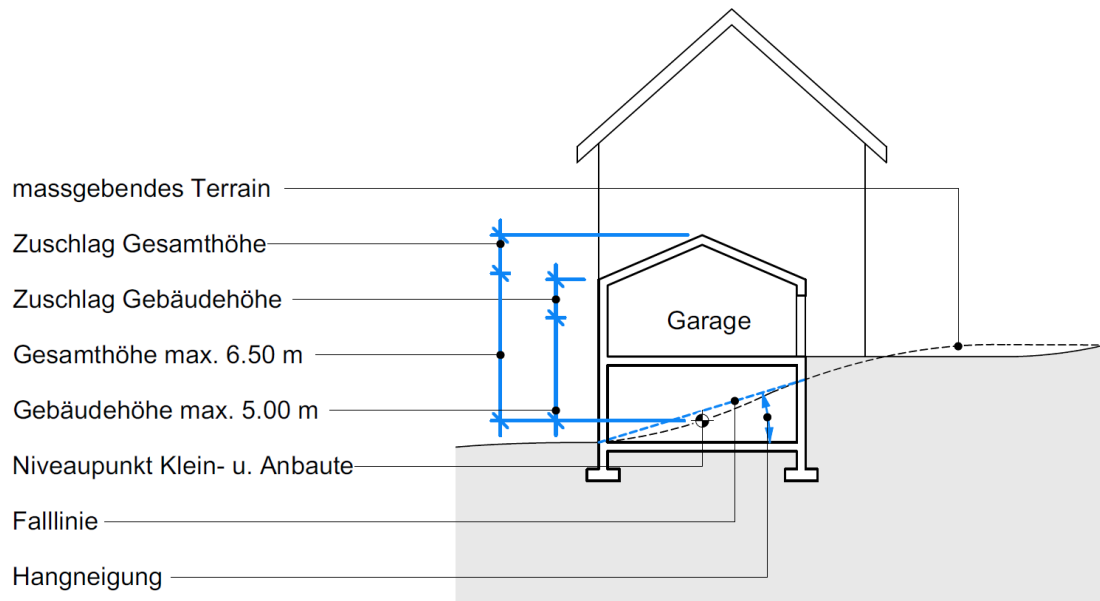 massgebendes Terrain
Zuschlag Gesamthöhe
Zuschlag Gebäudehöhe
Garage
Gesamthöhe max. 6.50 m
Gebäudehöhe max. 5.00 m
Niveaupunkt Klein- u. Anbaute
Falllinie
Hangneigung